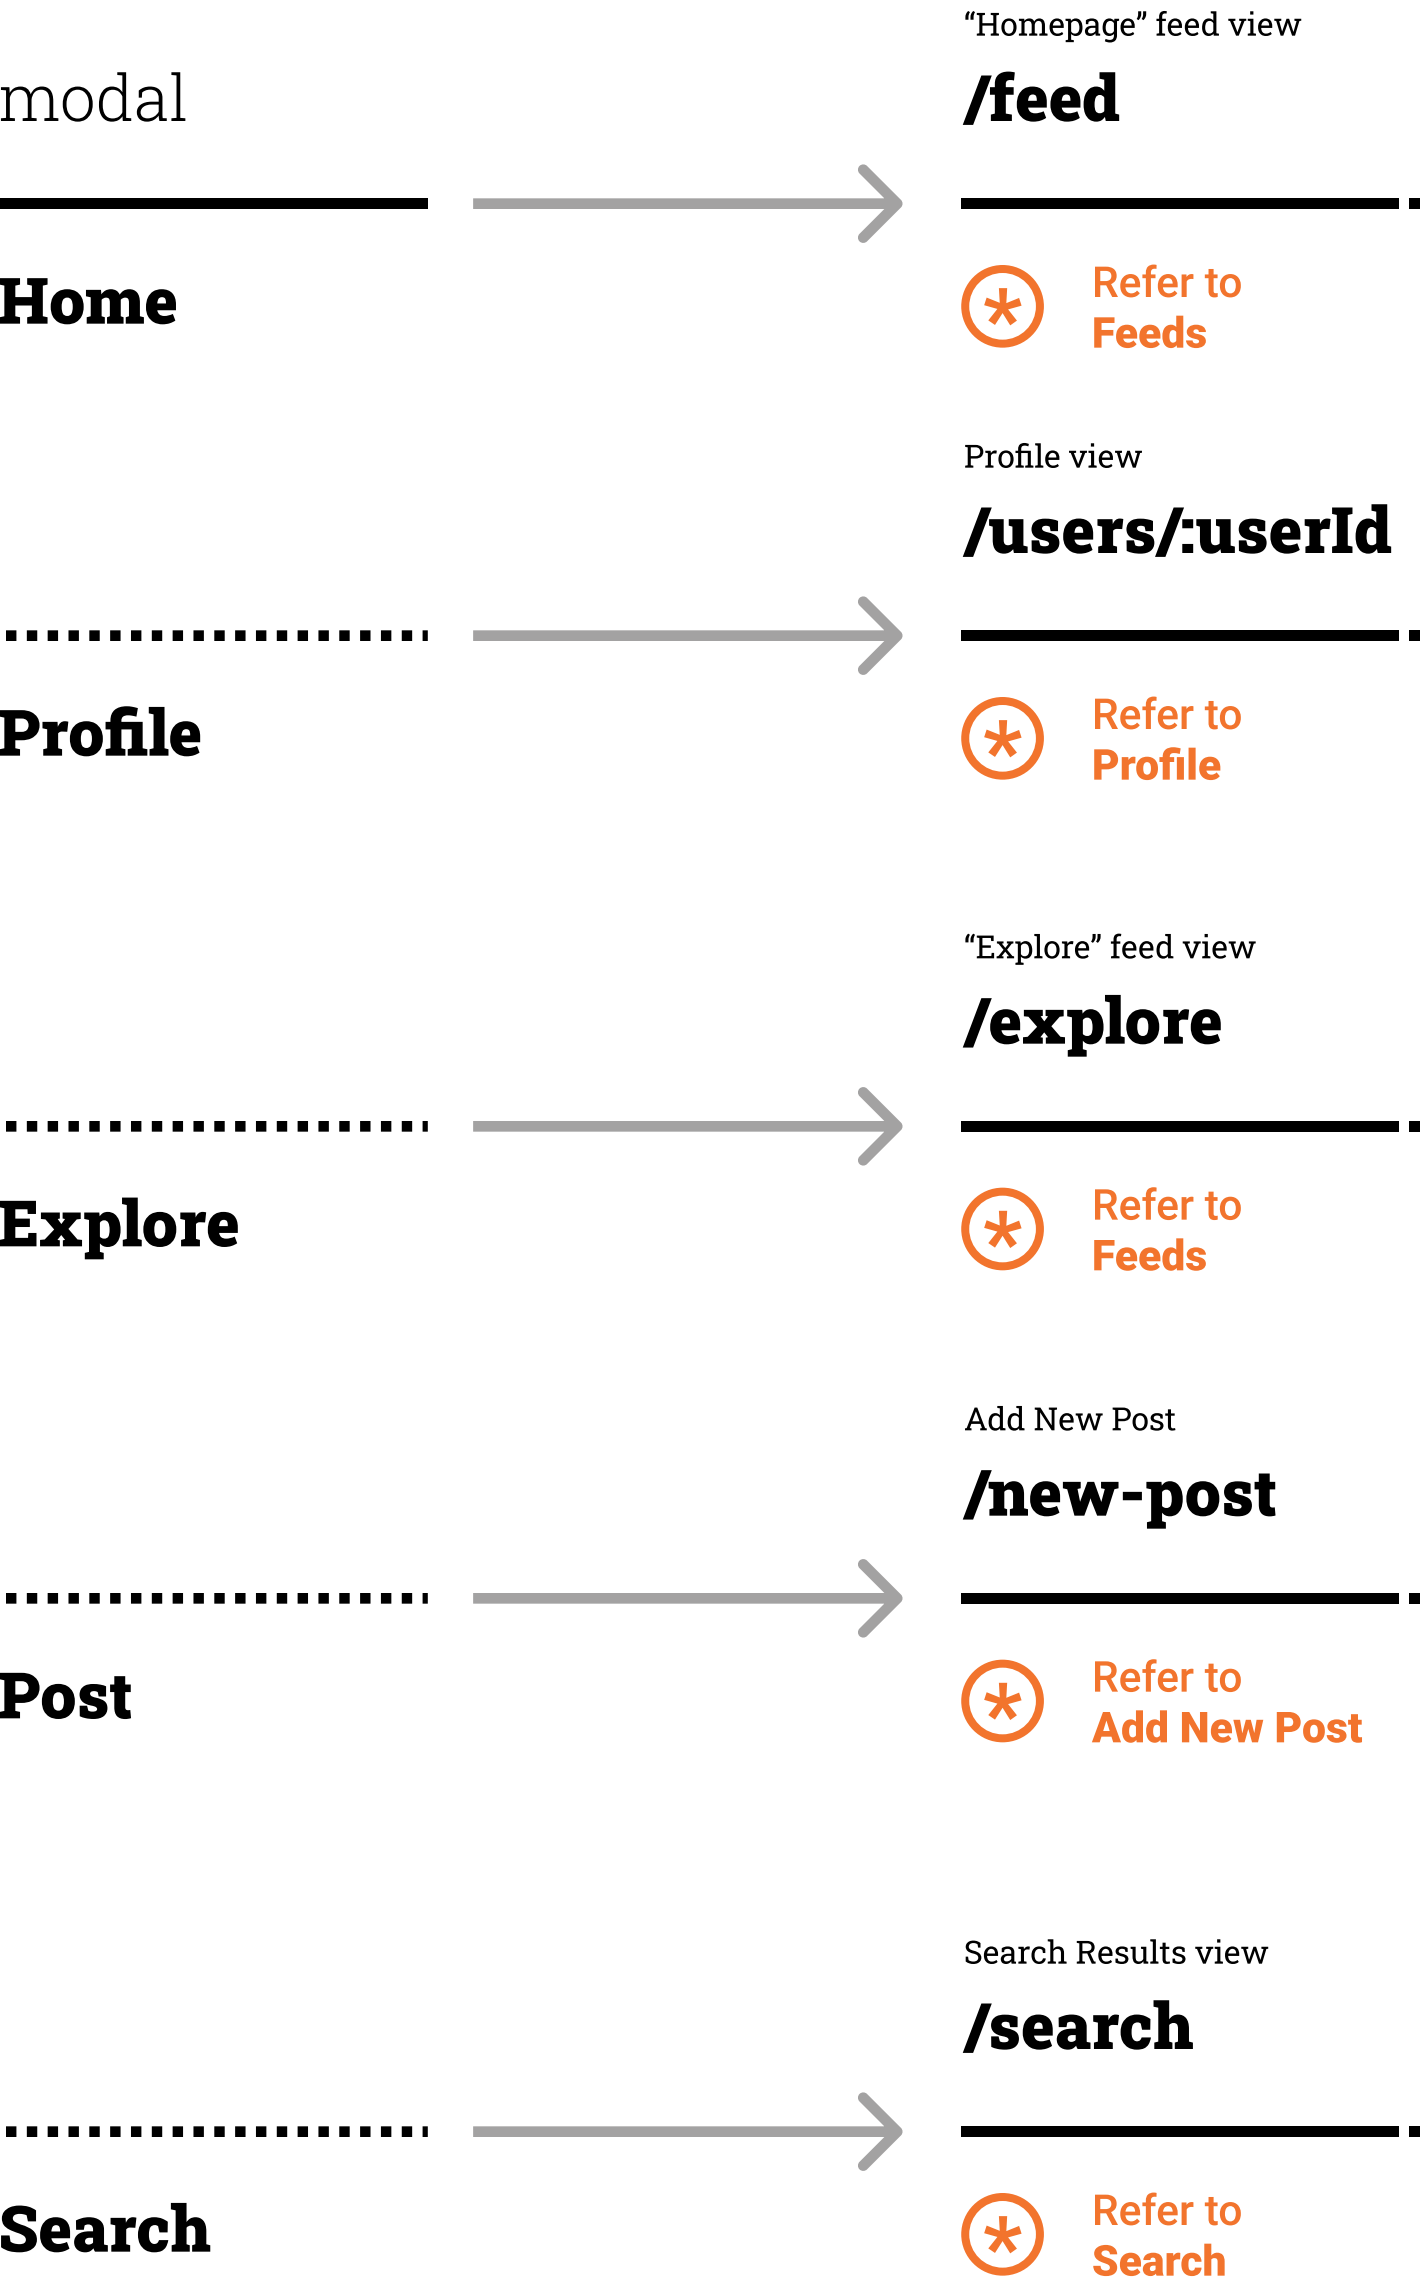 “Homepage” feed view
modal
/feed
Home
Refer to
Feeds
Profile view
/users/:userId
Profile
Refer to
Profile
“Explore” feed view
/explore
Explore
Refer to
Feeds
Add New Post
/new-post
Post
Refer to
Add New Post
Search Results view
/search
Search
Refer to
Search